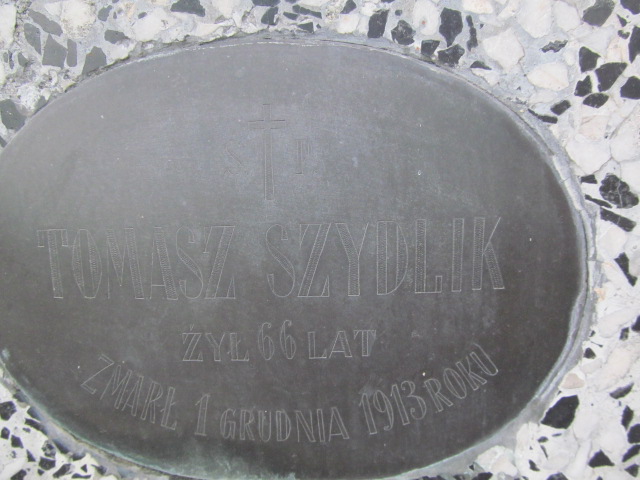 Ś P
TOMASZ SZYDLIK
ŻYŁ 66 LAT
ZMARŁ 1 GRUDNIA 1913 ROKU